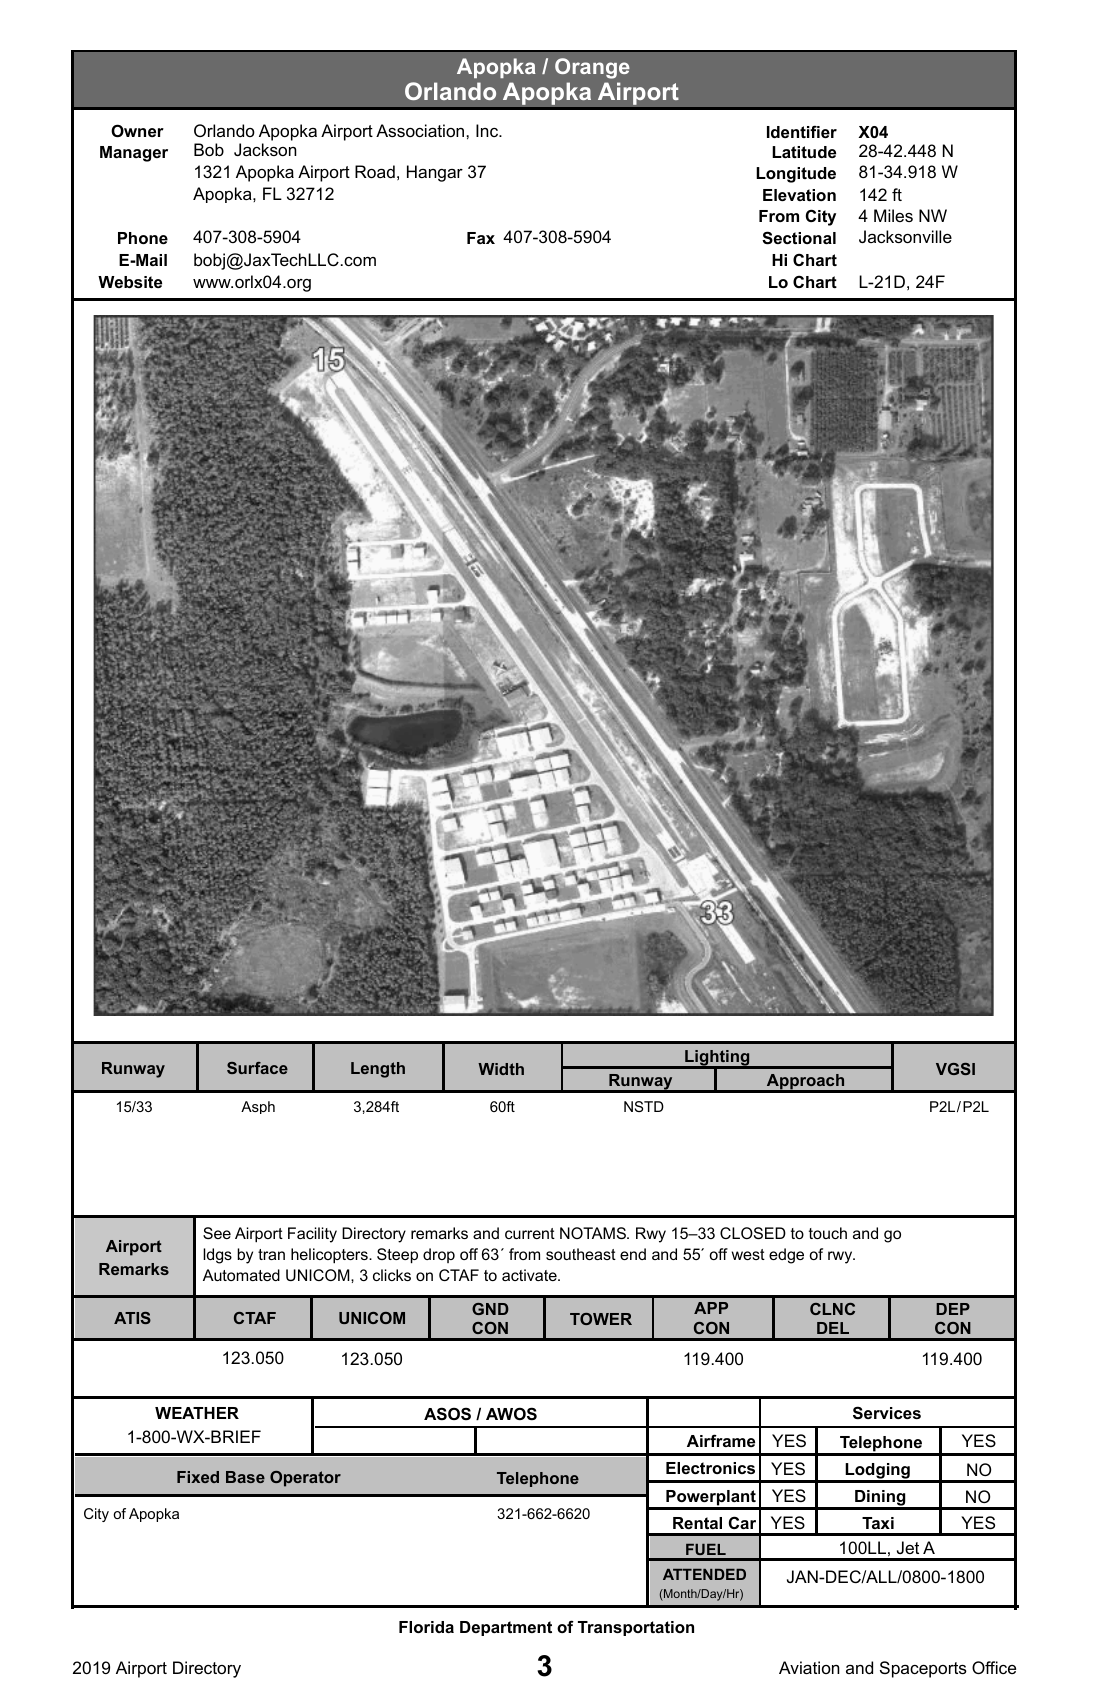 Apopka / Orange
Orlando Apopka Airport
Owner Orlando Apopka Airport Association, Inc.
Manager Bob Jackson
1321 Apopka Airport Road, Hangar 37
Apopka, FL 32712
Phone 407-308-5904 Fax 407-308-5904
E-Mail bobj@JaxTechLLC.com
Website www.orlx04.org
Identifier X04
Latitude 28-42.448 N
Longitude 81-34.918 W
Elevation 142 ft
From City 4 Miles NW
Sectional Jacksonville
Hi Chart
Lo Chart L-21D, 24F
15
33
Runway Surface Length Width Lighting VGSI
Runway Approach
15/33 Asph 3,284ft 60ft NSTD P2L/P2L
Airport Remarks
See Airport Facility Directory remarks and current NOTAMS. Rwy 15–33 CLOSED to touch and go
ldgs by tran helicopters. Steep drop off 63´ from southeast end and 55´ off west edge of rwy.
Automated UNICOM, 3 clicks on CTAF to activate.
ATIS CTAF UNICOM GND CON TOWER APP CON CLNC DEL DEP CON
123.050 123.050 119.400 119.400
WEATHER
1-800-WX-BRIEF
ASOS / AWOS
Fixed Base Operator Telephone
City of Apopka 321-662-6620
Services
Airframe YES Telephone YES
Electronics YES Lodging NO
Powerplant YES Dining NO
Rental Car YES Taxi YES
FUEL 100LL, Jet A
ATTENDED JAN-DEC/ALL/0800-1800
(Month/Day/Hr)
Florida Department of Transportation
2019 Airport Directory 3 Aviation and Spaceports Office